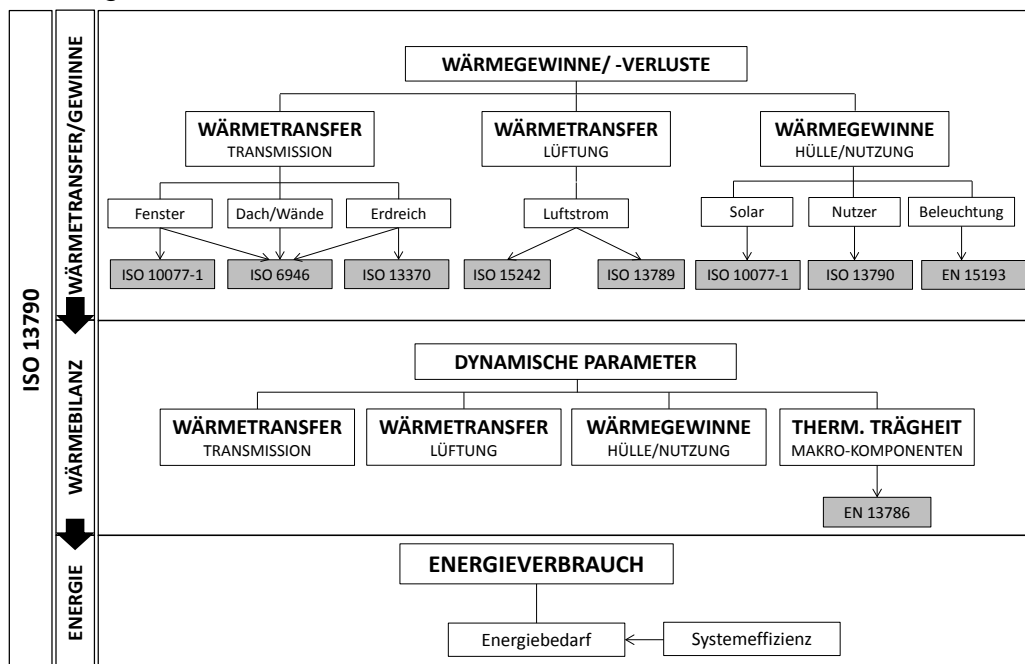 ISO 13790
WÄRMETRANSFER/GEWINNE
WÄRMEGEWINNE/ -VERLUSTE
WÄRMETRANSFER
TRANSMISSION
WÄRMETRANSFER
LÜFTUNG
WÄRMEGEWINNE
HÜLLE/NUTZUNG
Fenster
Dach/Wände
Erdreich
Luftstrom
Solar
Nutzer
Beleuchtung
ISO 10077-1
ISO 6946
ISO 13370
ISO 15242
ISO 13789
ISO 10077-1
ISO 13790
EN 15193
WÄRMEBILANZ
DYNAMISCHE PARAMETER
WÄRMETRANSFER
TRANSMISSION
WÄRMETRANSFER
LÜFTUNG
WÄRMEGEWINNE
HÜLLE/NUTZUNG
THERM. TRÄGHEIT
MAKRO-KOMPONENTEN
EN 13786
ENERGIE
ENERGIEVERBRAUCH
Energiebedarf
Systemeffizienz